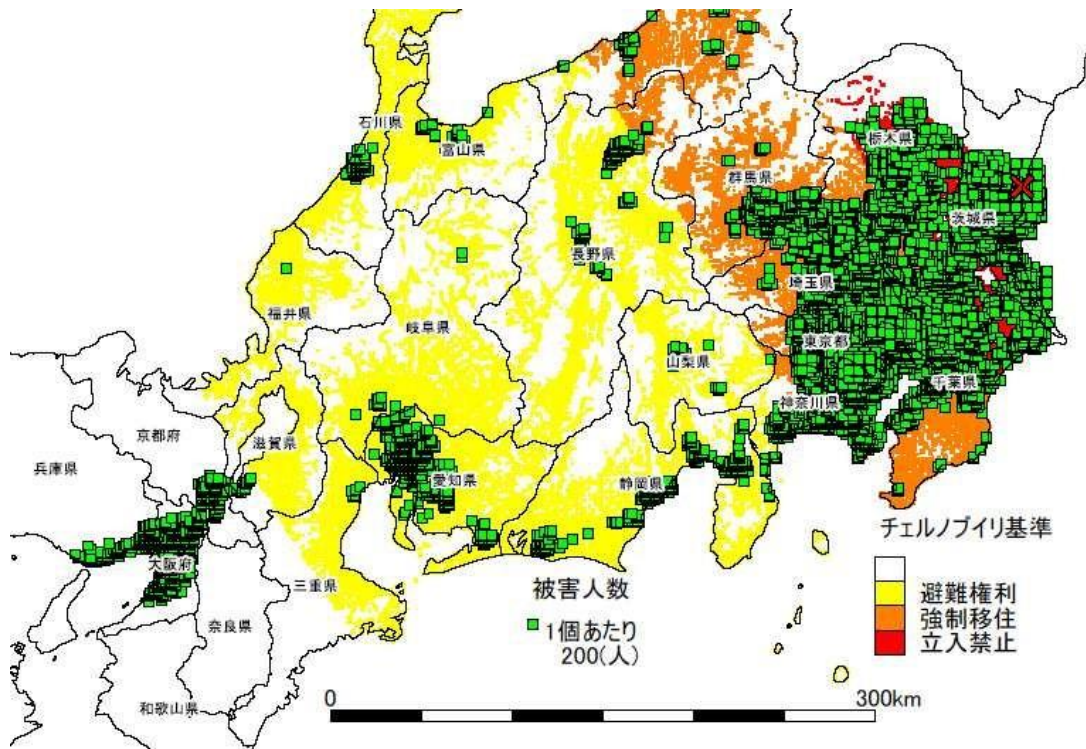 石川県
富山県
栃木県
群馬県
茨城県
長野県
福井県
岐阜県
埼玉県
東京都
山梨県
千葉県
神奈川県
京都府
滋賀県
兵庫県
愛知県
静岡県
大阪府
三重県
奈良県
和歌山県
チェルノブイリ基準
避難権利
強制移住
立入禁止
被害人数
1個あたり
200(人)
0 300km